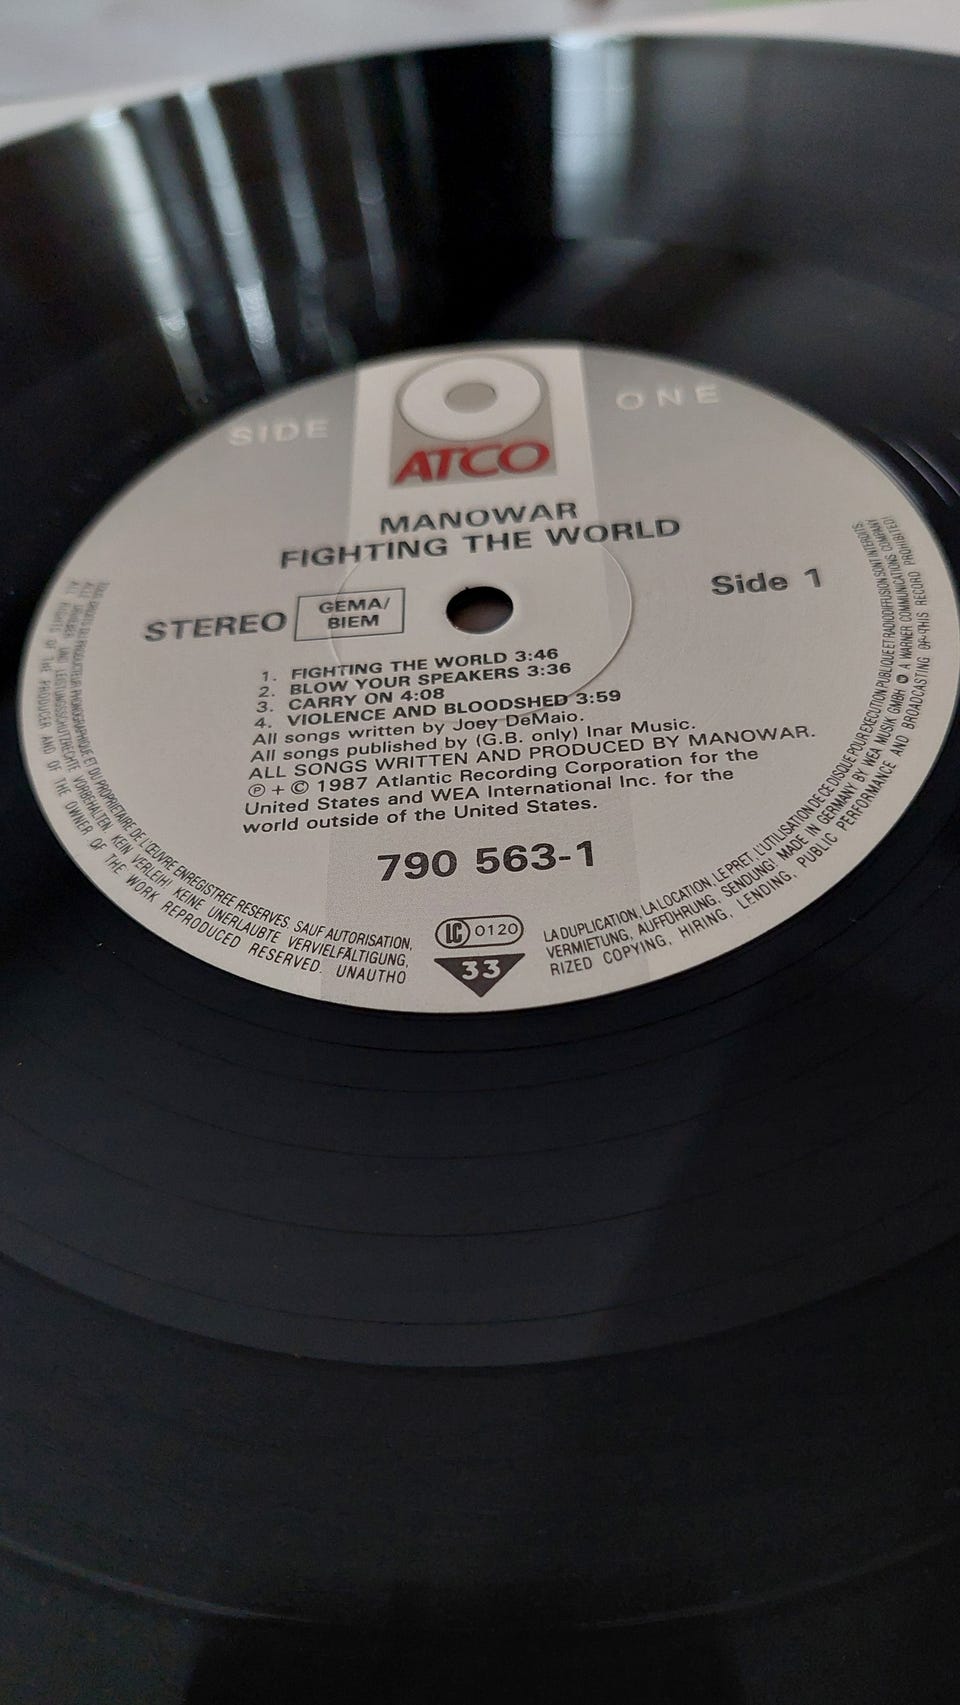 SIDE ONE
ATCO
MANOWAR
FIGHTING THE WORLD
Side 1
STEREO
GEMA/
BIEM
1. FIGHTING THE WORLD 3:46
2. BLOW YOUR SPEAKERS 3:36
3. CARRY ON 4:08
4. VIOLENCE AND BLOODSHED 3:59
All songs written by Joey DeMaio.
All songs published by (G.B. only) Inar Music.
ALL SONGS WRITTEN AND PRODUCED BY MANOWAR.
Ⓟ + © 1987 Atlantic Recording Corporation for the
United States and WEA International Inc. for the
world outside of the United States.
790 563-1
LC 0120
33
DU PRODUCTEUR PHONOGRAPHIQUE ET DU PROPRIETAIRE DE L'ŒUVRE ENREGISTREE RESERVES. SAUF AUTORISATION, LA DUPLICATION, LA LOCATION, LE PRET, L'UTILISATION DE CE DISQUE POUR EXECUTION PUBLIQUE ET RADIODIFFUSION SONT INTERDITS.
UND LEISTUNGSSCHUTZRECHTE VORBEHALTEN. KEIN VERLEIH! KEINE UNERLAUBTE VERVIELFÄLTIGUNG, VERMIETUNG, AUFFÜHRUNG, SENDUNG! MADE IN GERMANY BY WEA MUSIK GMBH A WARNER COMMUNICATIONS COMPANY
ALL RIGHTS OF THE PRODUCER AND OF THE OWNER OF THE WORK REPRODUCED RESERVED. UNAUTHORIZED COPYING, HIRING, LENDING, PUBLIC PERFORMANCE AND BROADCASTING OF THIS RECORD PROHIBITED!